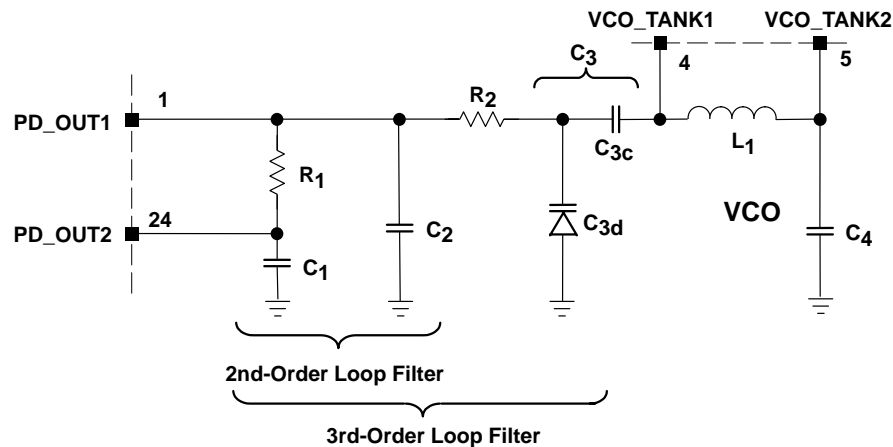 VCO_TANK1 VCO_TANK2
C3
4 5
1
R2
PD_OUT1
C3c
L1
R1
VCO
24
PD_OUT2
C2
C3d
C4
C1
2nd-Order Loop Filter
3rd-Order Loop Filter